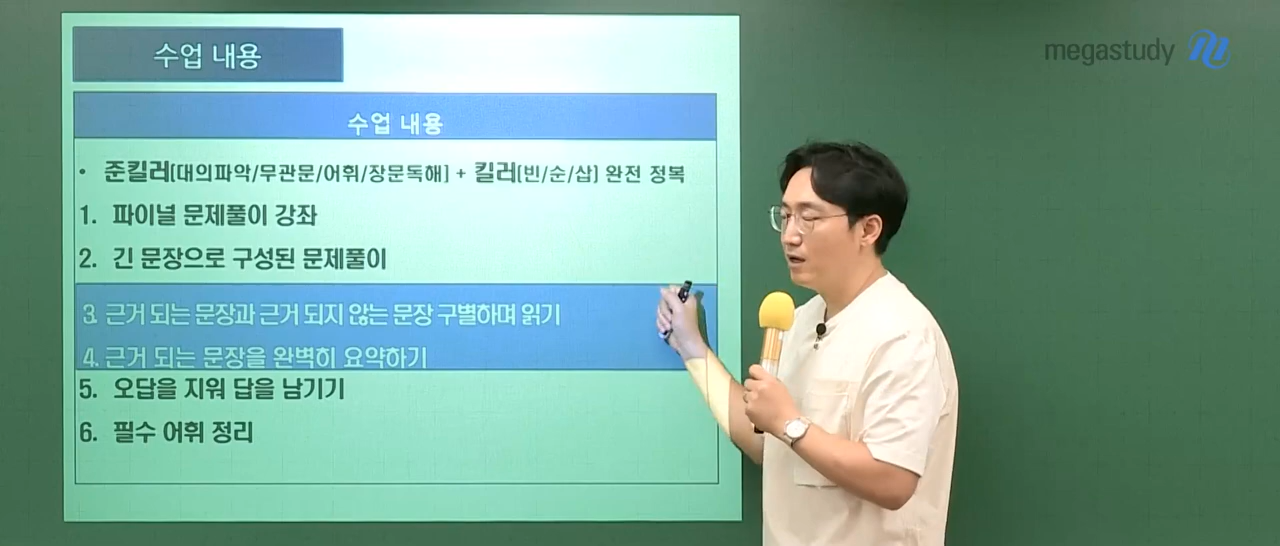 수업 내용
megastudy
수업 내용
• 준킬러[대의파악/무관문/어휘/장문독해] + 킬러[빈/순/삽] 완전 정복
1. 파이널 문제풀이 강좌
2. 긴 문장으로 구성된 문제풀이
3. 근거 되는 문장과 근거 되지 않는 문장 구별하며 읽기
4. 근거 되는 문장을 완벽히 요약하기
5. 오답을 지워 답을 남기기
6. 필수 어휘 정리